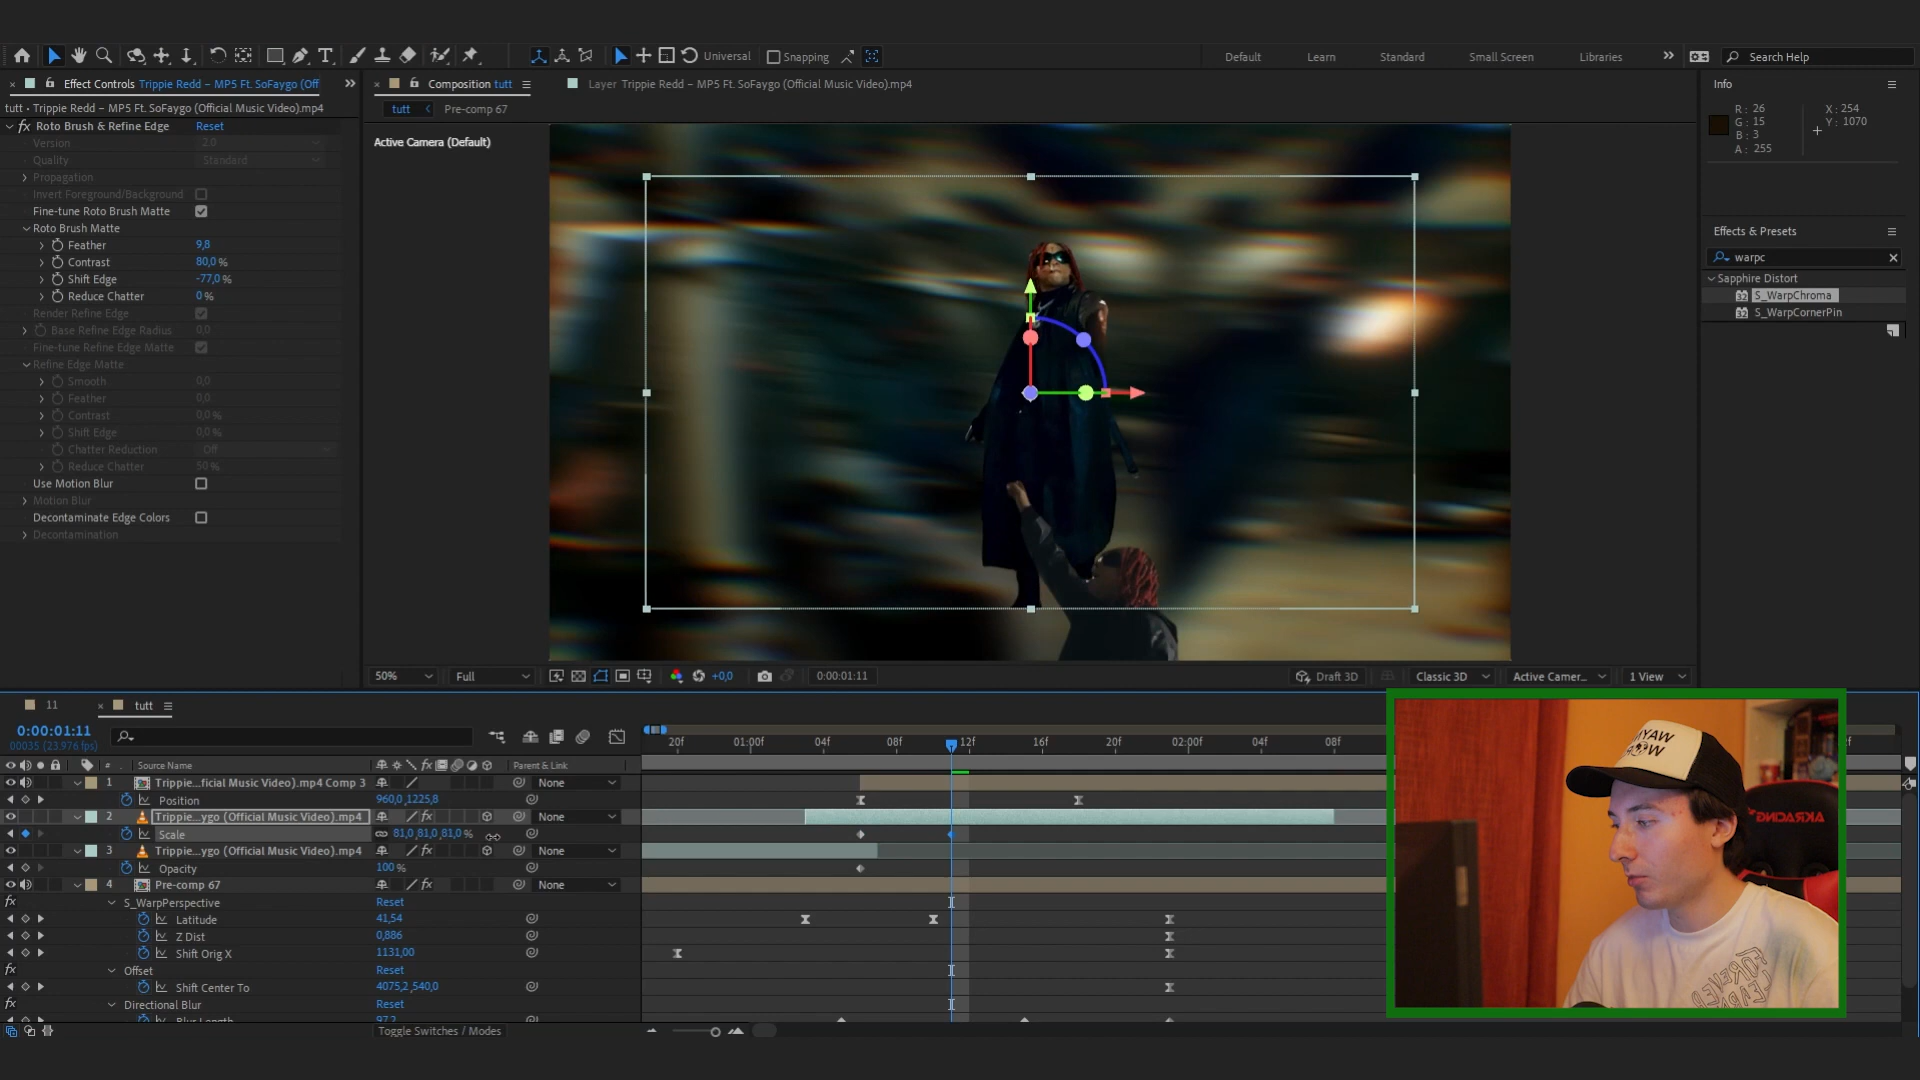 Universal
Snapping
Default
Learn
Standard
Small Screen
Libraries
Search Help
Effect Controls Trippie Redd – MP5 Ft. SoFaygo (Off
Composition tutt
Layer Trippie Redd – MP5 Ft. SoFaygo (Official Music Video).mp4
Info
tutt • Trippie Redd – MP5 Ft. SoFaygo (Official Music Video).mp4
tutt
Pre-comp 67
R: 26
G: 15
B: 3
A: 255
X: 254
Y: 1070
fx Roto Brush & Refine Edge Reset
Version 2.0
Quality Standard
Propagation
Invert Foreground/Background
Fine-tune Roto Brush Matte
Roto Brush Matte
Feather 9,8
Contrast 80,0 %
Shift Edge -77,0 %
Reduce Chatter 0 %
Render Refine Edge
Base Refine Edge Radius 0,0
Fine-tune Refine Edge Matte
Refine Edge Matte
Smooth 0,0
Feather 0,0
Contrast 0,0 %
Shift Edge 0,0 %
Chatter Reduction Off
Reduce Chatter 50 %
Use Motion Blur
Motion Blur
Decontaminate Edge Colors
Decontamination
Active Camera (Default)
Effects & Presets
warpc
Sapphire Distort
S_WarpChroma
S_WarpCornerPin
50%
Full
+0,0
0:00:01:11
Draft 3D
Classic 3D
Active Camer...
1 View
11
tutt
0:00:01:11
00035 (23.976 fps)
20f
01:00f
04f
08f
12f
16f
20f
02:00f
04f
08f
# Source Name
Parent & Link
1 Trippie...ficial Music Video).mp4 Comp 3 None
Position 960,0,1225,8
2 Trippie...ygo (Official Music Video).mp4 None
Scale 81,0,81,0,81,0 %
3 Trippie...ygo (Official Music Video).mp4 None
Opacity 100 %
4 Pre-comp 67 None
fx S_WarpPerspective Reset
Latitude 41,54
Z Dist 0,886
Shift Orig X 1131,00
fx Offset Reset
Shift Center To 4075,2,540,0
fx Directional Blur Reset
Blur Length 97,2
Toggle Switches / Modes
AKRACING